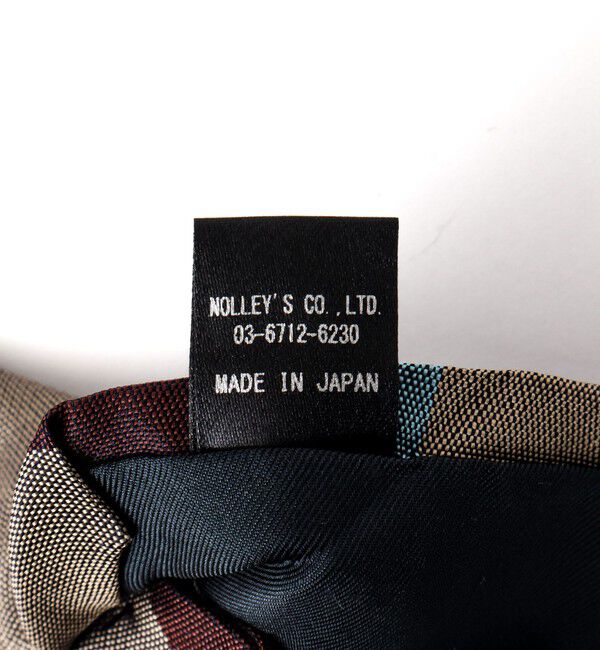 NOLLEY'S CO.,LTD.
03-6712-6230
MADE IN JAPAN